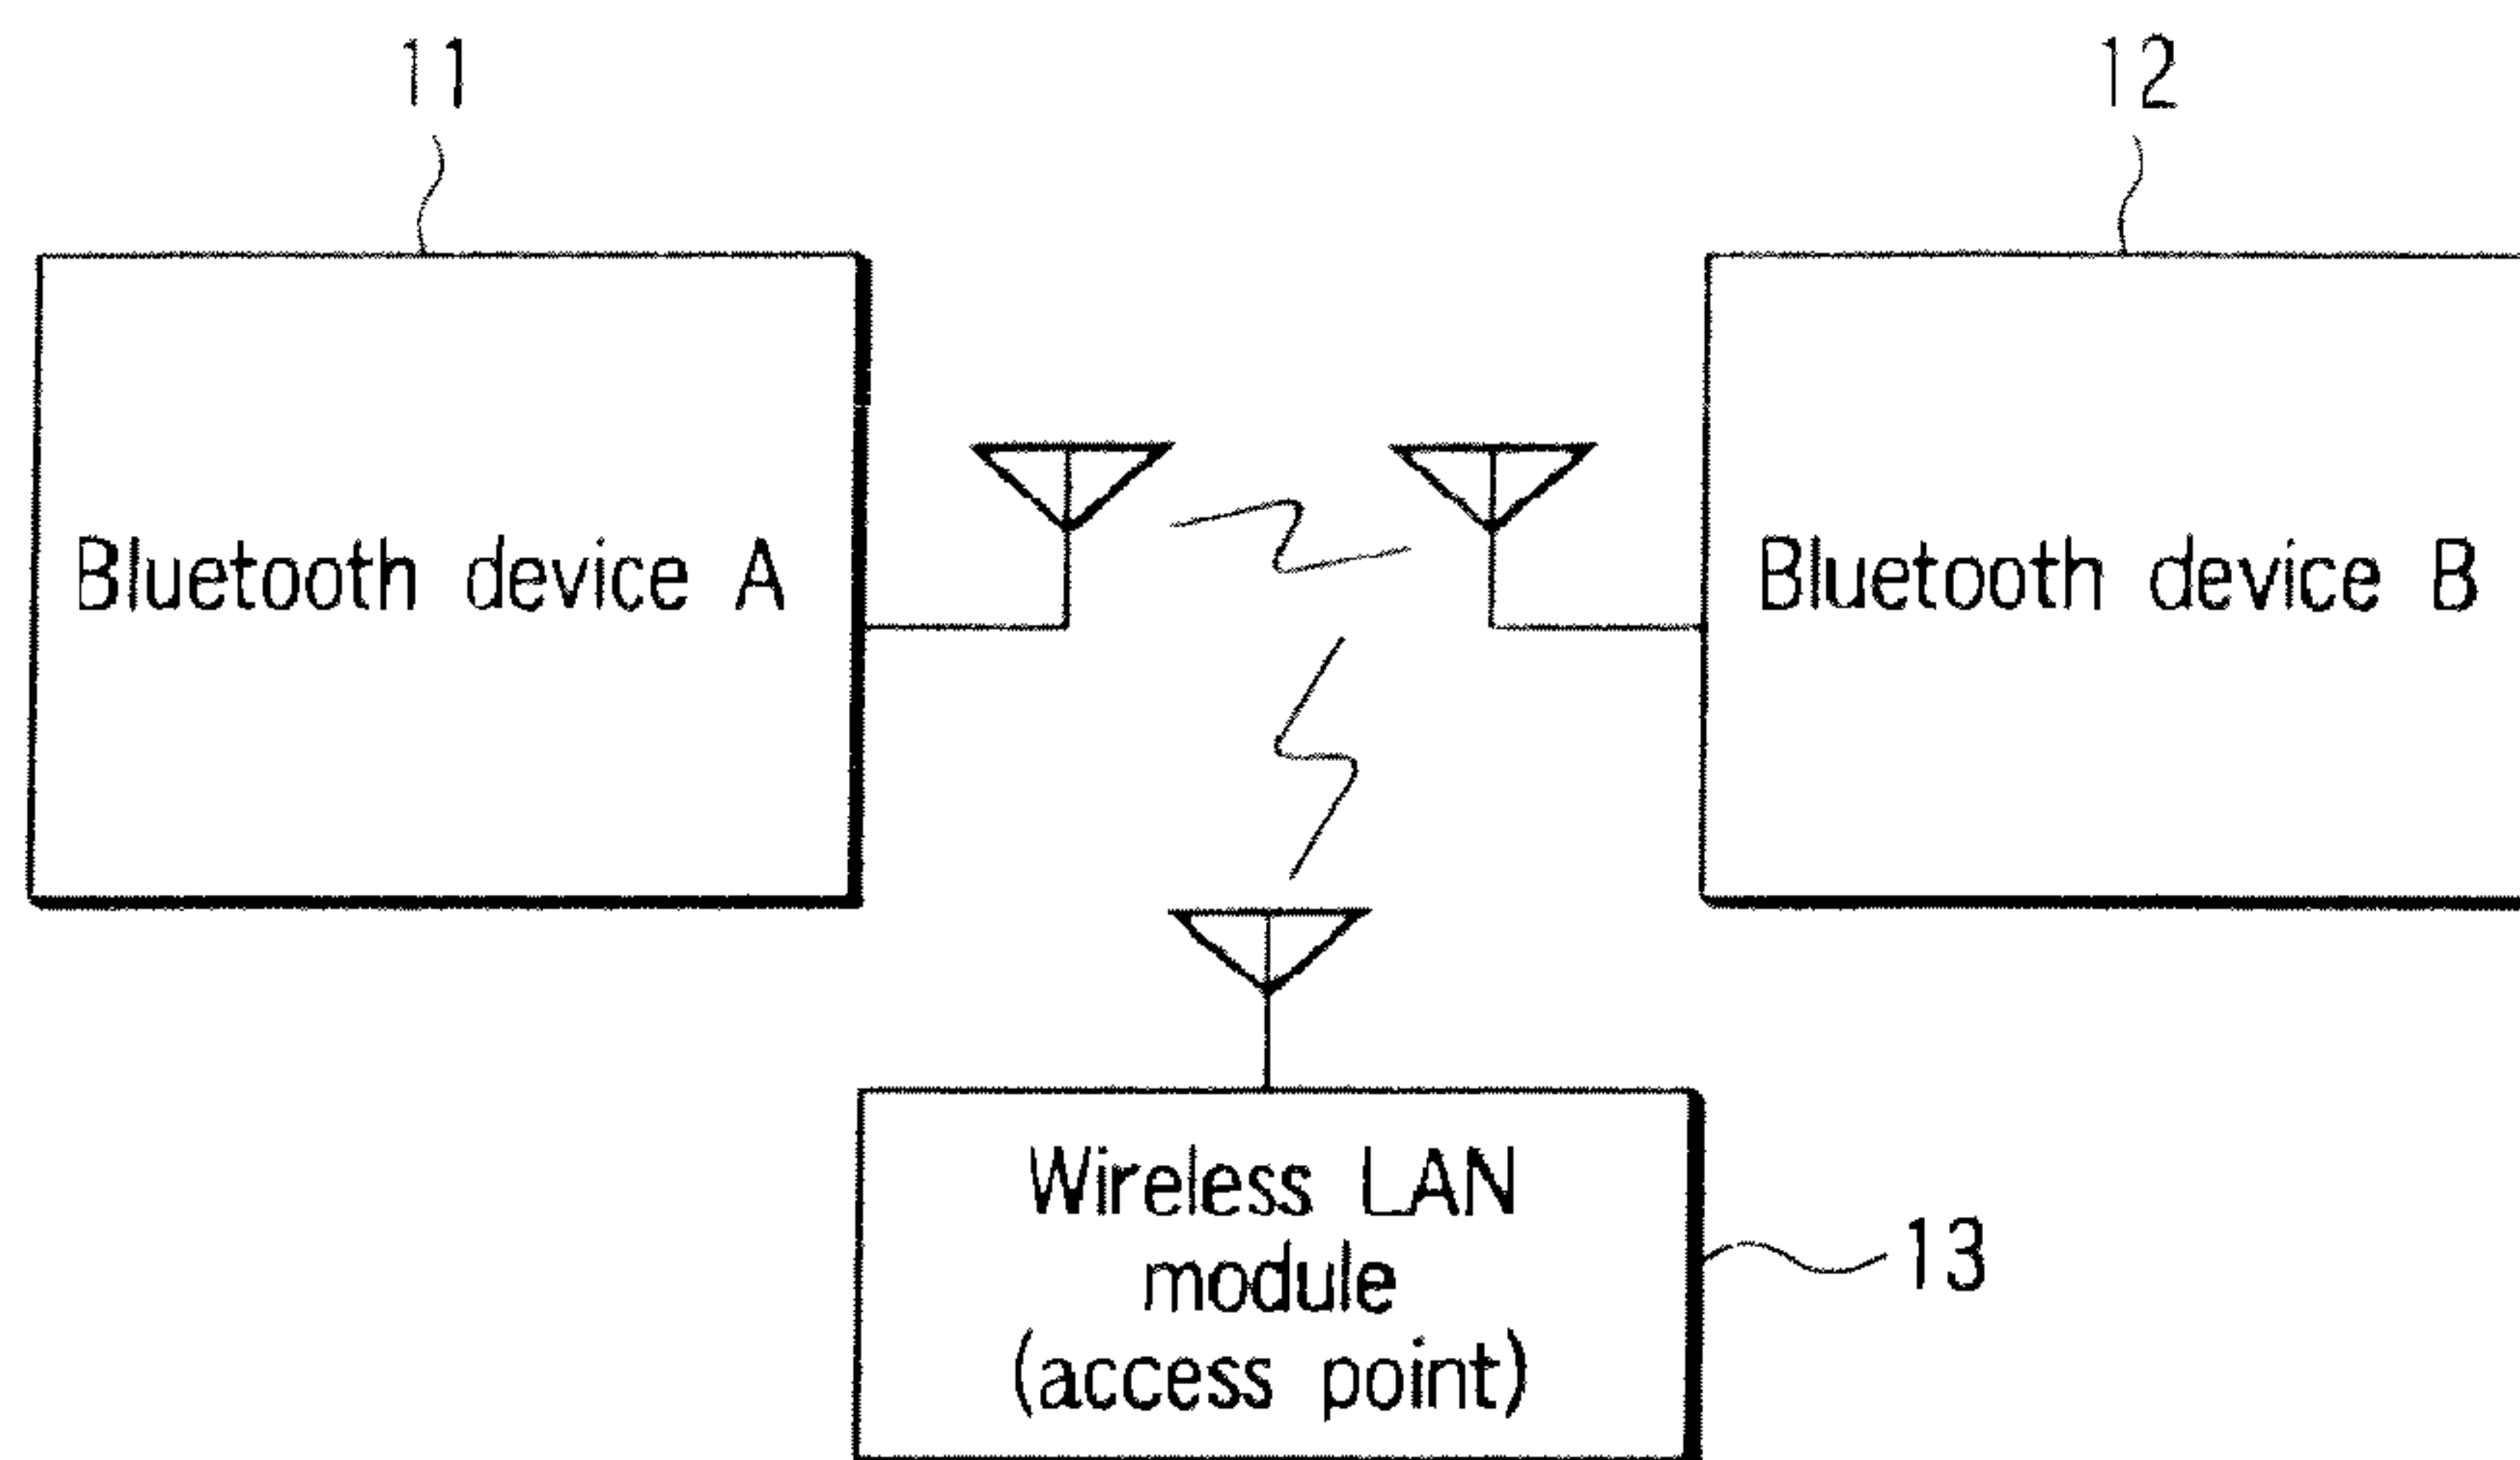 11
12
Bluetooth device A
Bluetooth device B
Wireless LAN
module
(access point)
13